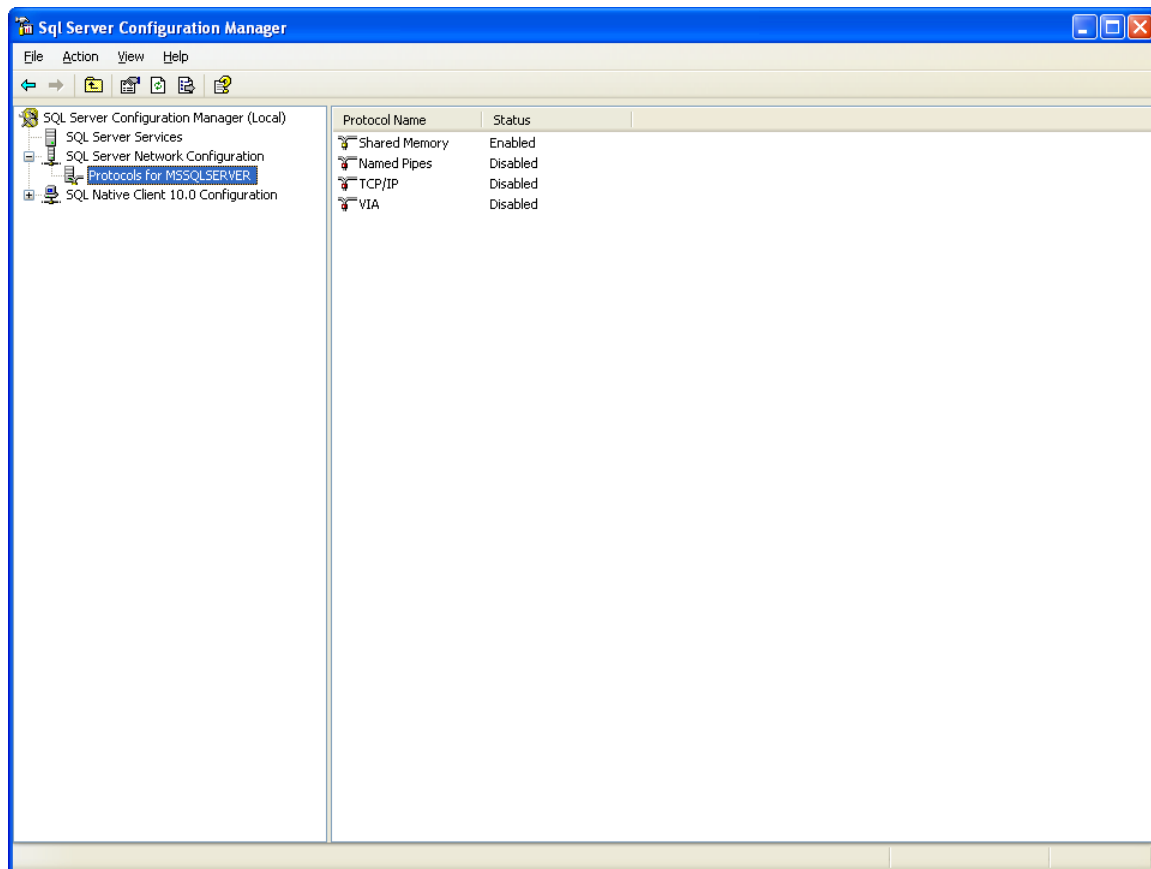 Sql Server Configuration Manager
File Action View Help
SQL Server Configuration Manager (Local)
SQL Server Services
SQL Server Network Configuration
Protocols for MSSQLSERVER
SQL Native Client 10.0 Configuration
Protocol Name Status
Shared Memory Enabled
Named Pipes Disabled
TCP/IP Disabled
VIA Disabled